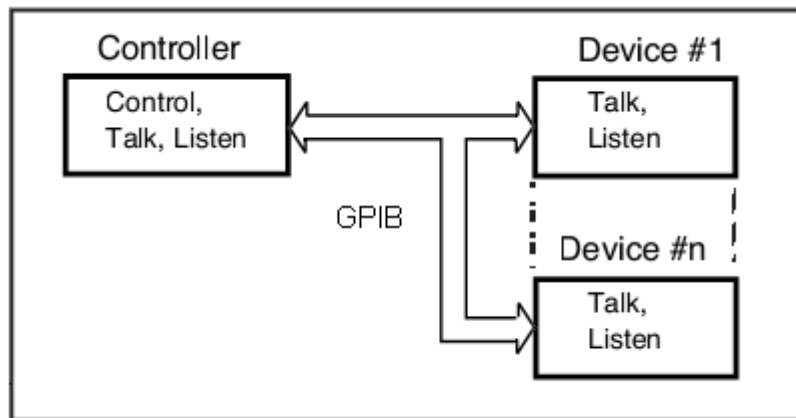 Controller
Control,
Talk, Listen
Device #1
Talk,
Listen
GPIB
Device #n
Talk,
Listen